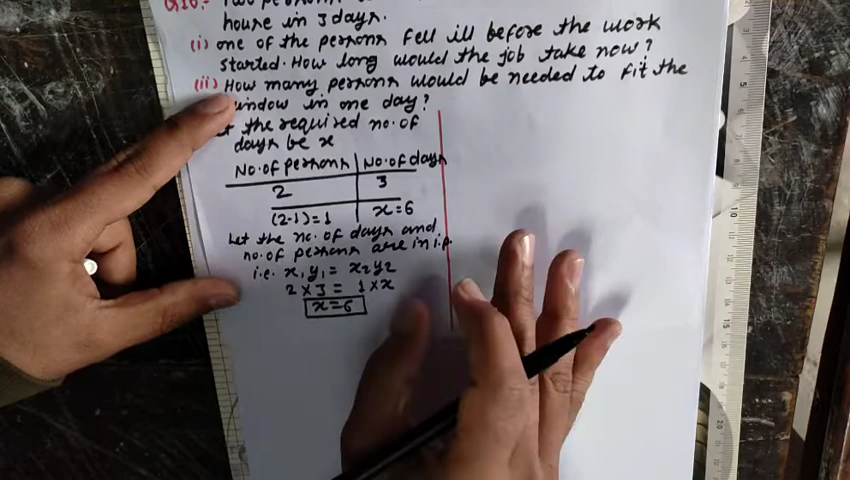 house in 3 days.
(i) one of the persons fell ill before the work
started. How long would the job take now?
(ii) How many persons would be needed to fit the
window in one day?
the required no. of
days be x
No. of persons No. of days
2 3
(2-1)=1 x=6
Let the no. of days and
no. of persons are in i.p.
i.e. x₁y₁ = x₂y₂
2 × 3 = 1 × x
x=6
10
15
20